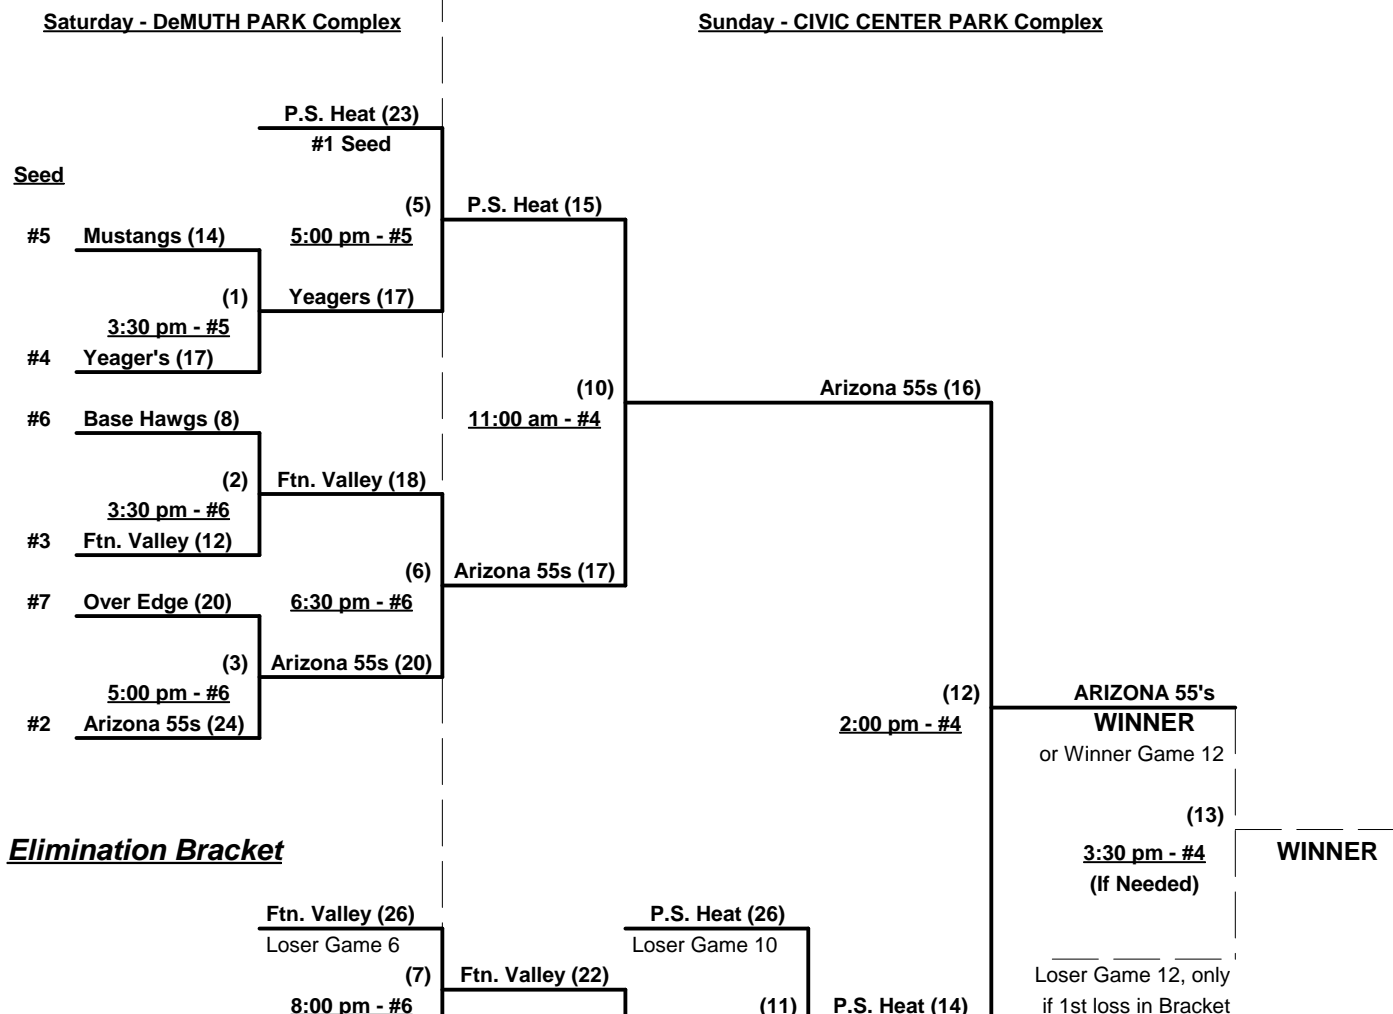 Saturday - DeMUTH PARK Complex
Sunday - CIVIC CENTER PARK Complex
P.S. Heat (23)
#1 Seed
Seed
(5)
P.S. Heat (15)
#5
Mustangs (14)
5:00 pm - #5
(1)
Yeagers (17)
3:30 pm - #5
#4
Yeager's (17)
(10)
Arizona 55s (16)
#6
Base Hawgs (8)
11:00 am - #4
(2)
Ftn. Valley (18)
3:30 pm - #6
#3
Ftn. Valley (12)
(6)
Arizona 55s (17)
#7
Over Edge (20)
6:30 pm - #6
(3)
Arizona 55s (20)
5:00 pm - #6
(12)
ARIZONA 55's
#2
Arizona 55s (24)
2:00 pm - #4
WINNER
or Winner Game 12
(13)
Elimination Bracket
3:30 pm - #4
WINNER
(If Needed)
Ftn. Valley (26)
P.S. Heat (26)
Loser Game 6
Loser Game 10
(7)
Ftn. Valley (22)
Loser Game 12, only
8:00 pm - #6
(11)
P.S. Heat (14)
if 1st loss in Bracket